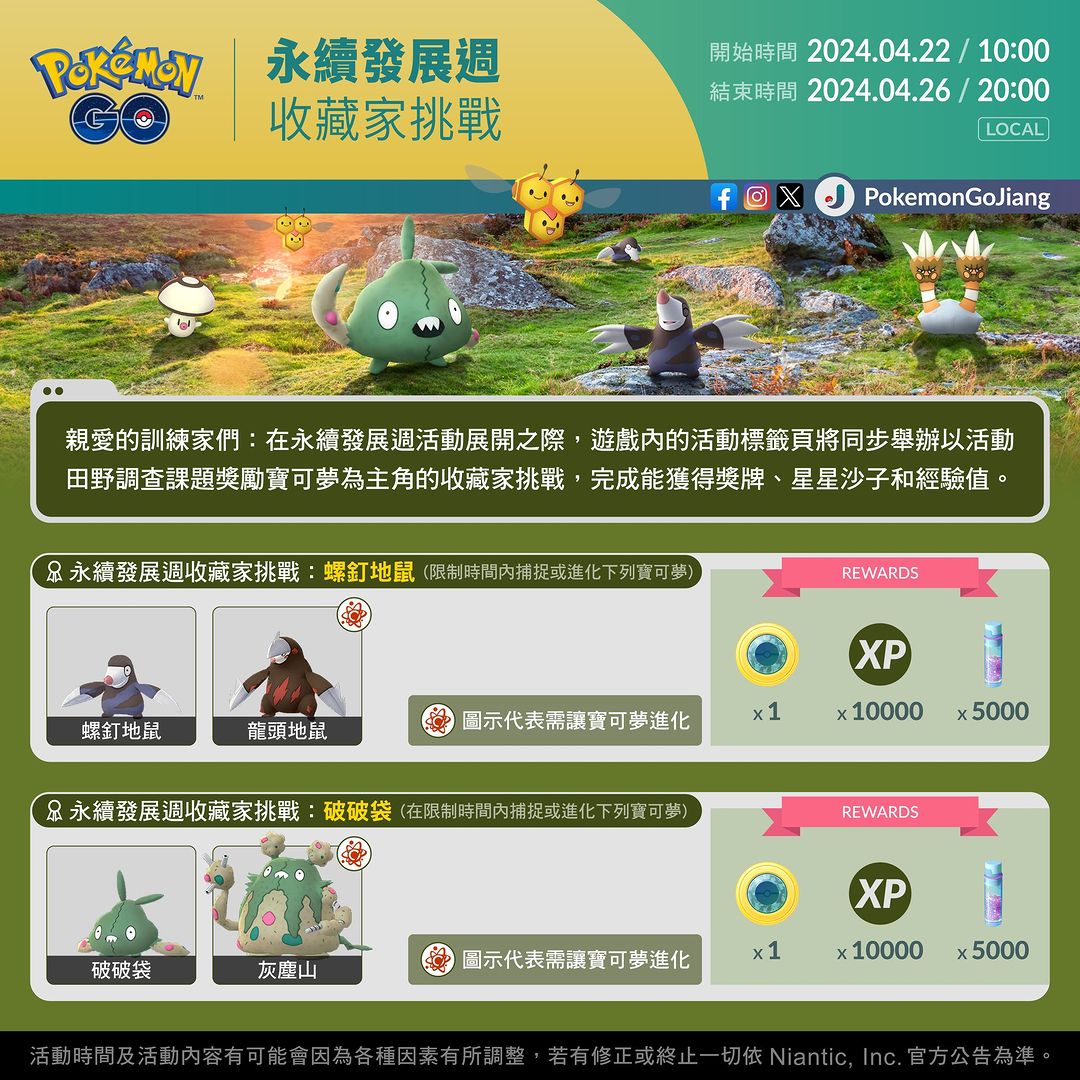 POKÉMON GO
TM
永續發展週
收藏家挑戰
開始時間 2024.04.22 / 10:00
結束時間 2024.04.26 / 20:00
LOCAL
PokemonGoJiang
親愛的訓練家們：在永續發展週活動展開之際，遊戲內的活動標籤頁將同步舉辦以活動
田野調查課題獎勵寶可夢為主角的收藏家挑戰，完成能獲得獎牌、星星沙子和經驗值。
永續發展週收藏家挑戰：螺釘地鼠 (限制時間內捕捉或進化下列寶可夢)
REWARDS
螺釘地鼠
龍頭地鼠
圖示代表需讓寶可夢進化
XP
x 1
x 10000
x 5000
永續發展週收藏家挑戰：破破袋 (在限制時間內捕捉或進化下列寶可夢)
REWARDS
破破袋
灰塵山
圖示代表需讓寶可夢進化
XP
x 1
x 10000
x 5000
活動時間及活動內容有可能會因為各種因素有所調整，若有修正或終止一切依 Niantic, Inc. 官方公告為準。